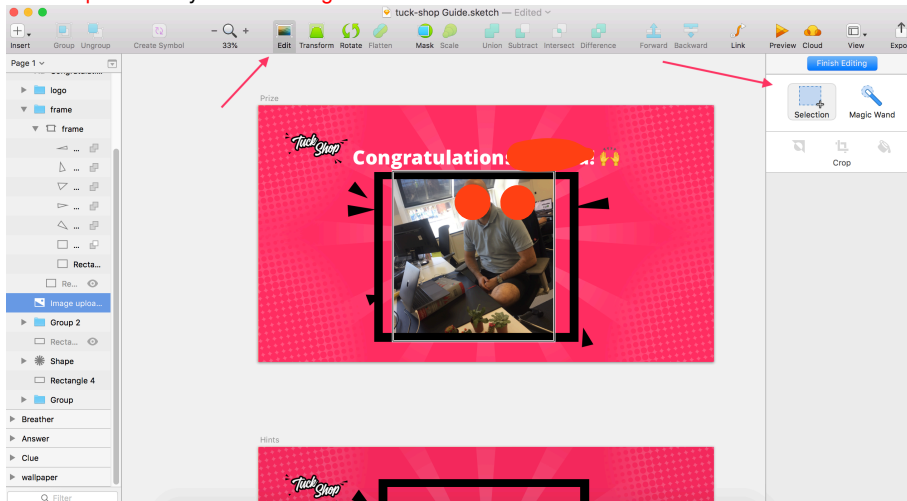 tuck-shop Guide.sketch — Edited
Insert Group Ungroup Create Symbol 33% Edit Transform Rotate Flatten Mask Scale Union Subtract Intersect Difference Forward Backward Link Preview Cloud View Expo
Page 1
Finish Editing
logo
frame
frame
...
...
...
...
...
...
Recta...
Re...
Image uploa...
Group 2
Recta...
Shape
Rectangle 4
Group
Breather
Answer
Clue
wallpaper
Filter
Prize
Tuck
Shop
Congratulations
Selection Magic Wand
Crop
Hints
Tuck
Shop